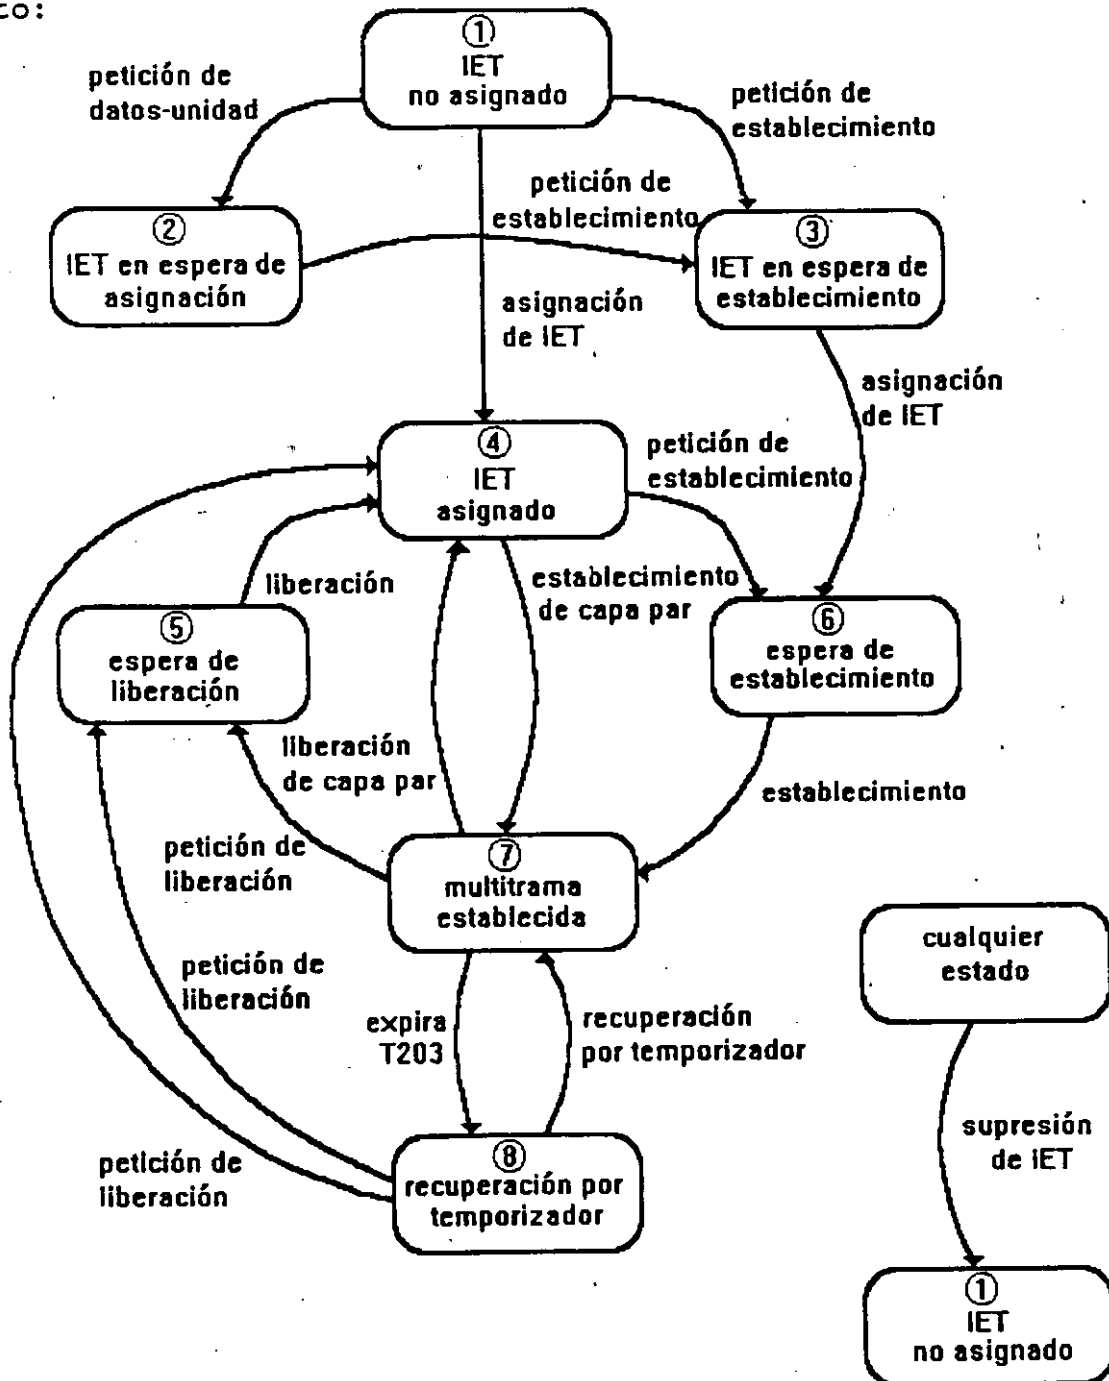 co:
①
IET
no asignado
petición de
datos-unidad
petición de
establecimiento
petición de
establecimiento
②
IET en espera de
asignación
③
IET en espera de
establecimiento
asignación
de IET
asignación
de IET
④
IET
asignado
petición de
establecimiento
liberación
establecimiento
de capa par
⑤
espera de
liberación
⑥
espera de
establecimiento
liberación
de capa par
establecimiento
petición de
liberación
⑦
multitrama
establecida
cualquier
estado
petición de
liberación
expira
T203
recuperación
por temporizador
supresión
de IET
petición de
liberación
⑧
recuperación por
temporizador
①
IET
no asignado